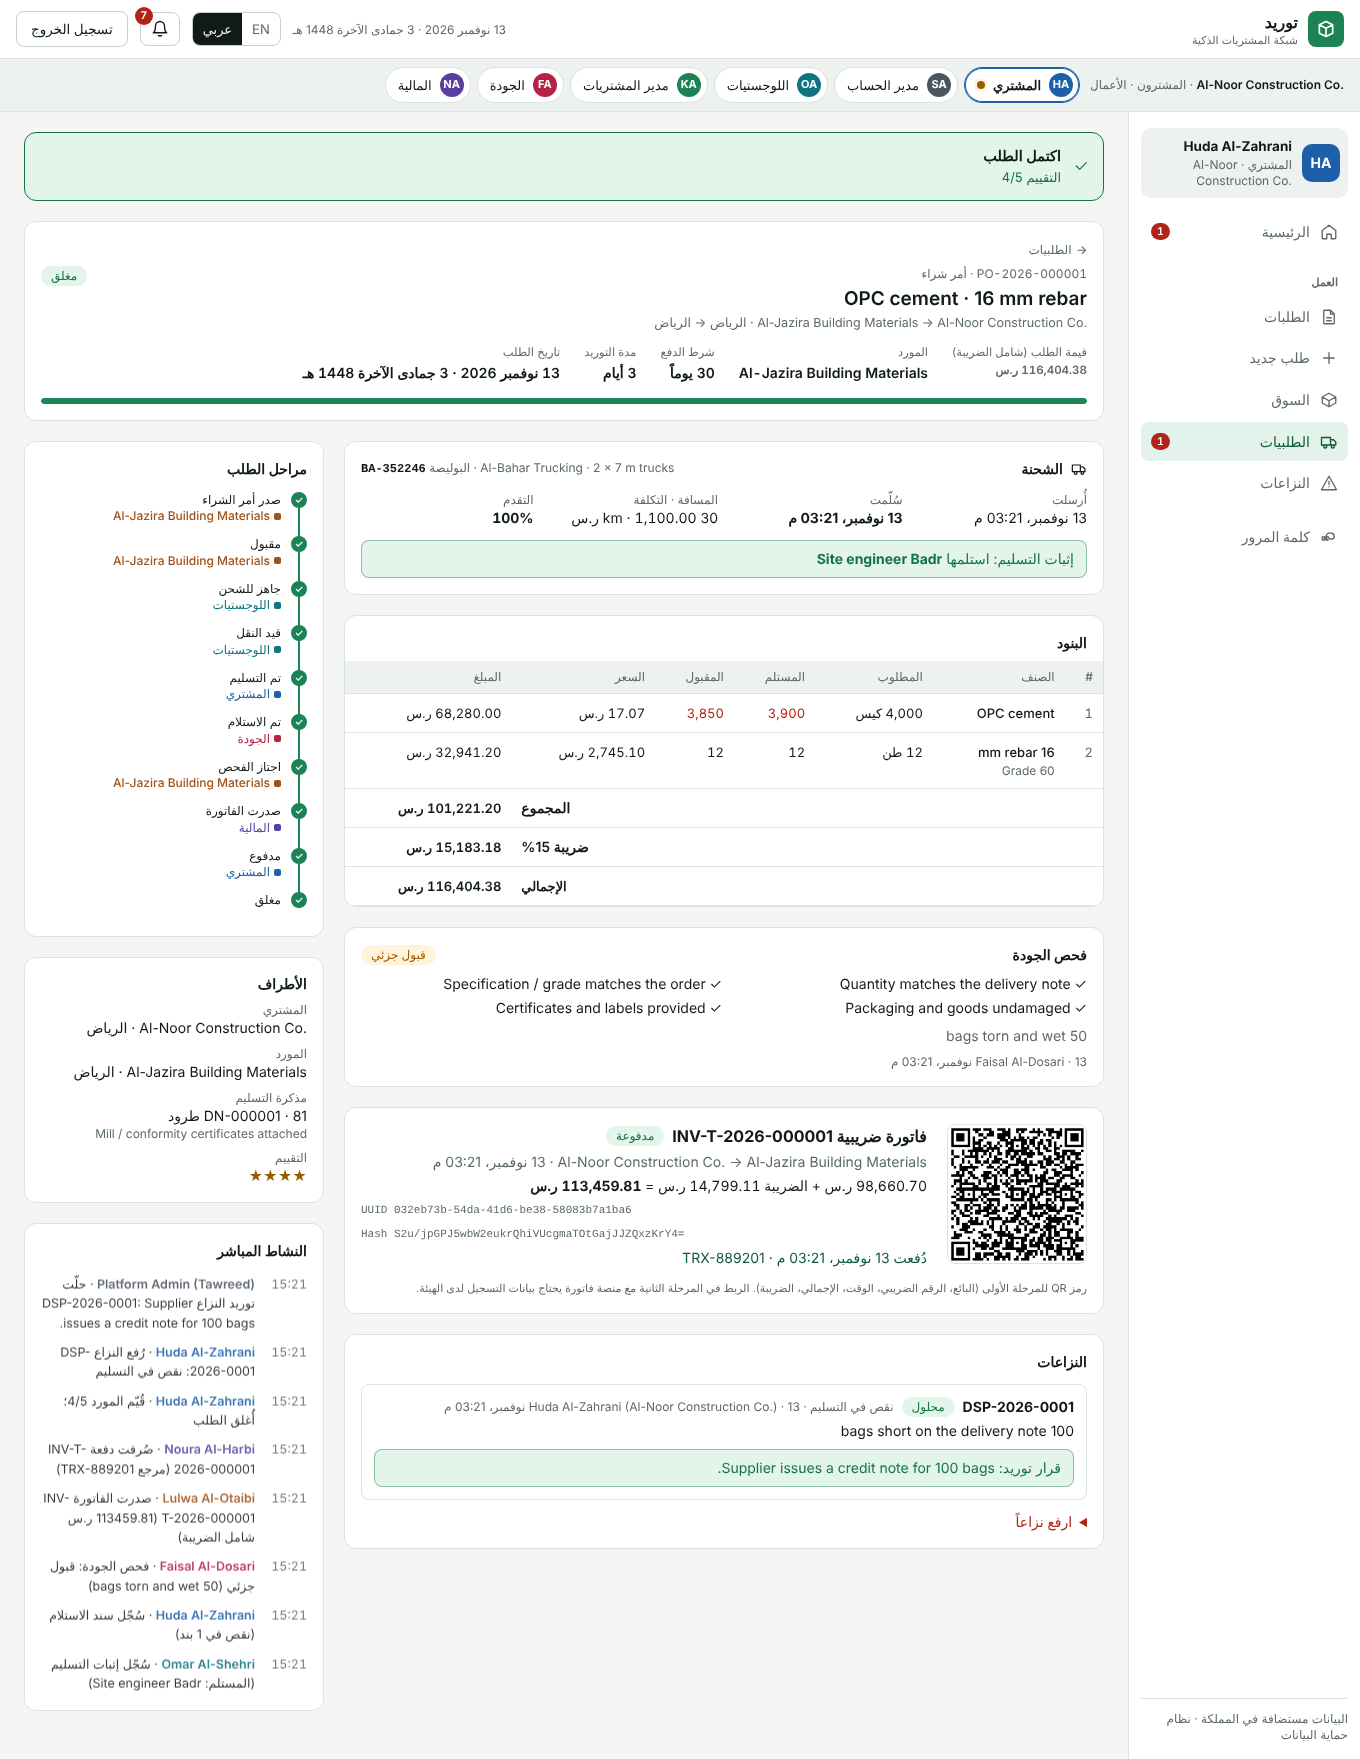 توريد
شبكة المشتريات الذكية
13 نوفمبر 2026 · 3 جمادى الآخرة 1448 هـ
EN
عربي
7
تسجيل الخروج
Al-Noor Construction Co. · المشترون · الأعمال
HA المشتري
SA مدير الحساب
OA اللوجستيات
KA مدير المشتريات
FA الجودة
NA المالية
HA
Huda Al-Zahrani
المشتري · Al-Noor
Construction Co.
الرئيسية 1
العمل
الطلبات
طلب جديد
السوق
الطلبيات 1
النزاعات
كلمة المرور
البيانات مستضافة في المملكة · نظام
حماية البيانات
✓ اكتمل الطلب
التقييم 4/5
→ الطلبيات
PO-2026-000001 · أمر شراء
مغلق
OPC cement · 16 mm rebar
Al-Jazira Building Materials → Al-Noor Construction Co. · الرياض → الرياض
قيمة الطلب (شامل الضريبة)
116,404.38 ر.س
المورد
Al-Jazira Building Materials
شرط الدفع
30 يوماً
مدة التوريد
3 أيام
تاريخ الطلب
13 نوفمبر 2026 · 3 جمادى الآخرة 1448 هـ
الشحنة
Al-Bahar Trucking · 2 × 7 m trucks · البوليصة BA-352246
أُرسلت
13 نوفمبر، 03:21 م
سُلّمت
13 نوفمبر، 03:21 م
المسافة · التكلفة
30 km · 1,100.00 ر.س
التقدم
100%
إثبات التسليم: استلمها Site engineer Badr
البنود
# الصنف المطلوب المستلم المقبول السعر المبلغ
1 OPC cement 4,000 كيس 3,900 3,850 17.07 ر.س 68,280.00 ر.س
2 16 mm rebar 12 طن 12 12 2,745.10 ر.س 32,941.20 ر.س
Grade 60
المجموع 101,221.20 ر.س
ضريبة 15% 15,183.18 ر.س
الإجمالي 116,404.38 ر.س
فحص الجودة
قبول جزئي
✓ Quantity matches the delivery note
✓ Specification / grade matches the order
✓ Packaging and goods undamaged
✓ Certificates and labels provided
50 bags torn and wet
Faisal Al-Dosari · 13 نوفمبر، 03:21 م
فاتورة ضريبية INV-T-2026-000001 مدفوعة
Al-Noor Construction Co. → Al-Jazira Building Materials · 13 نوفمبر، 03:21 م
98,660.70 ر.س + الضريبة 14,799.11 ر.س = 113,459.81 ر.س
UUID 032eb73b-54da-41d6-be38-58083b7a1ba6
Hash S2u/jpGPJ5wbW2eukrQhiVUcgmaTOtGajJJZQxzKrY4=
دُفعت 13 نوفمبر، 03:21 م · TRX-889201
رمز QR للمرحلة الأولى (البائع، الرقم الضريبي، الوقت، الإجمالي، الضريبة). الربط في المرحلة الثانية مع منصة فاتورة يحتاج بيانات التسجيل لدى الهيئة.
النزاعات
DSP-2026-0001 محلول نقص في التسليم · Huda Al-Zahrani (Al-Noor Construction Co.) · 13 نوفمبر، 03:21 م
100 bags short on the delivery note
قرار توريد: Supplier issues a credit note for 100 bags.
◀ ارفع نزاعاً
مراحل الطلب
صدر أمر الشراء
Al-Jazira Building Materials
مقبول
Al-Jazira Building Materials
جاهز للشحن
اللوجستيات
قيد النقل
اللوجستيات
تم التسليم
المشتري
تم الاستلام
الجودة
اجتاز الفحص
Al-Jazira Building Materials
صدرت الفاتورة
المالية
مدفوع
المشتري
مغلق
الأطراف
المشتري
Al-Noor Construction Co. · الرياض
المورد
Al-Jazira Building Materials · الرياض
مذكرة التسليم
DN-000001 · 81 طرود
Mill / conformity certificates attached
التقييم
★★★★
النشاط المباشر
15:21 Platform Admin (Tawreed) · حلّت
توريد النزاع DSP-2026-0001: Supplier
issues a credit note for 100 bags.
15:21 Huda Al-Zahrani · رُفع النزاع DSP-
2026-0001: نقص في التسليم
15:21 Huda Al-Zahrani · قُيّم المورد 4/5؛
أُغلق الطلب
15:21 Noura Al-Harbi · صُرفت دفعة INV-T-
2026-000001 (مرجع TRX-889201)
15:21 Lulwa Al-Otaibi · صدرت الفاتورة INV-
T-2026-000001 (113459.81 ر.س
شامل الضريبة)
15:21 Faisal Al-Dosari · فحص الجودة: قبول
جزئي (50 bags torn and wet)
15:21 Huda Al-Zahrani · سُجّل سند الاستلام
(نقص في 1 بند)
15:21 Omar Al-Shehri · سُجّل إثبات التسليم
(المستلم: Site engineer Badr)